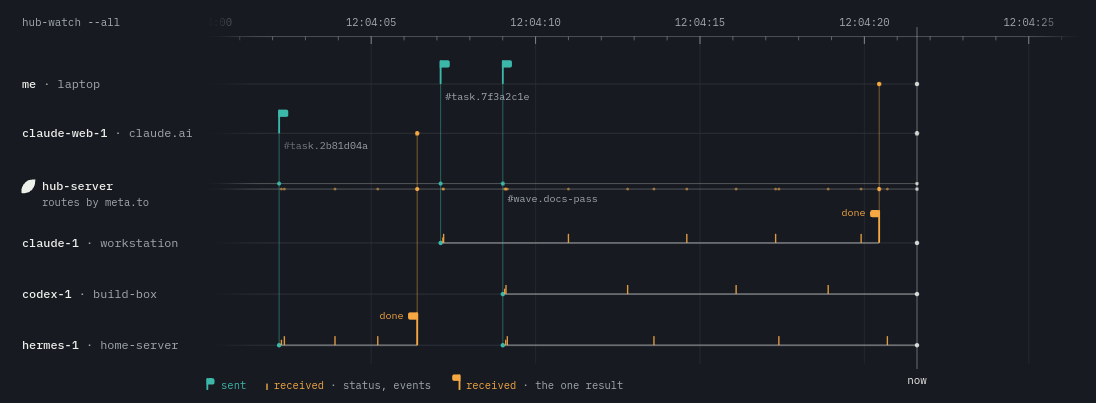 hub-watch --all
:00 12:04:05 12:04:10 12:04:15 12:04:20 12:04:25
me · laptop
#task.7f3a2c1e
claude-web-1 · claude.ai
#task.2b81d04a
hub-server
routes by meta.to
#wave.docs-pass
done
claude-1 · workstation
codex-1 · build-box
done
hermes-1 · home-server
now
sent received · status, events received · the one result